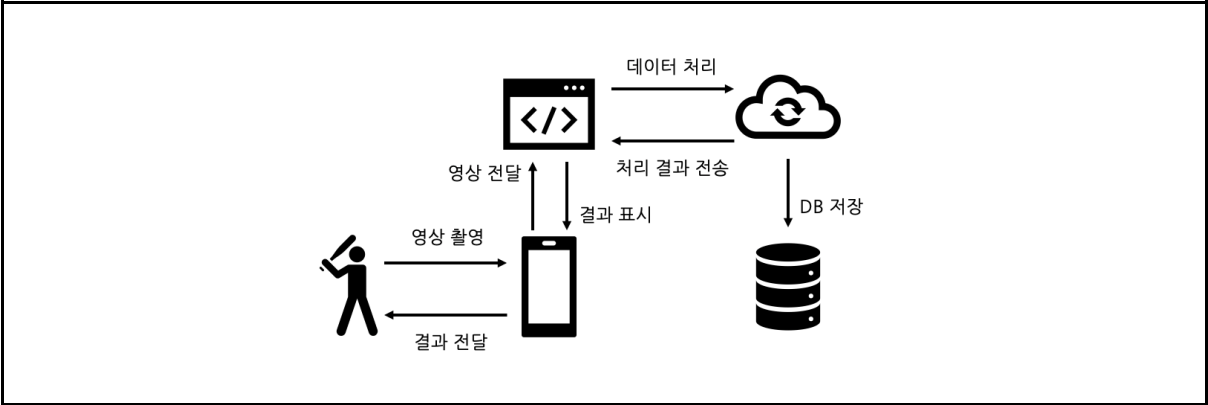 데이터 처리
</>
처리 결과 전송
영상 전달
결과 표시
DB 저장
영상 촬영
결과 전달